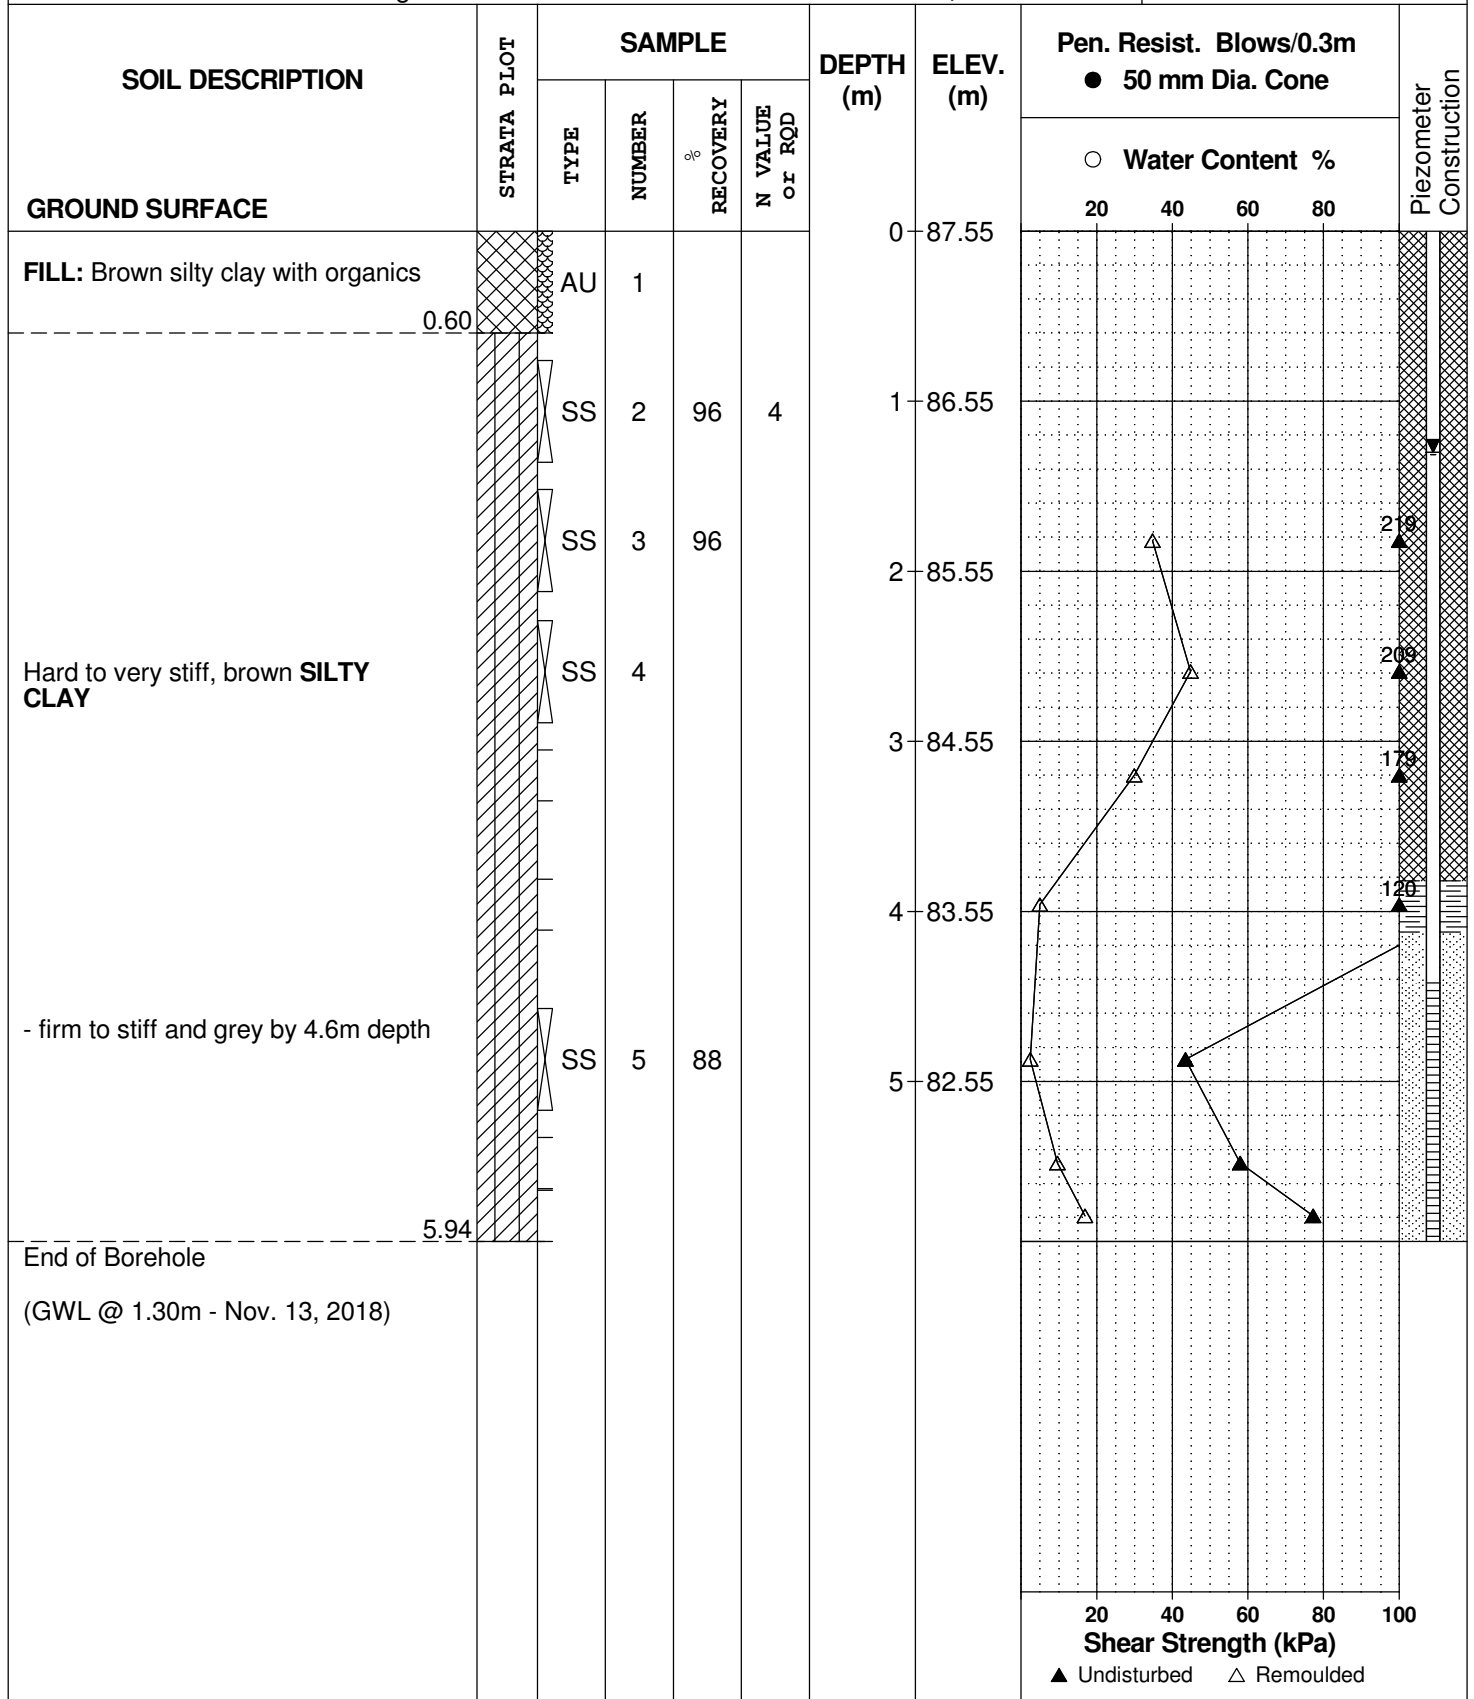 SOIL DESCRIPTION
GROUND SURFACE
STRATA PLOT
SAMPLE
TYPE
NUMBER
%
RECOVERY
N VALUE
or RQD
DEPTH
(m)
ELEV.
(m)
Pen. Resist. Blows/0.3m
● 50 mm Dia. Cone
○ Water Content %
20 40 60 80
Piezometer
Construction
0 87.55
FILL: Brown silty clay with organics
AU 1
0.60
SS 2 96 4
1 86.55
219
SS 3 96
2 85.55
209
Hard to very stiff, brown SILTY
CLAY
SS 4
3 84.55
179
120
4 83.55
- firm to stiff and grey by 4.6m depth
SS 5 88
5 82.55
5.94
End of Borehole
(GWL @ 1.30m - Nov. 13, 2018)
20 40 60 80 100
Shear Strength (kPa)
▲ Undisturbed △ Remoulded